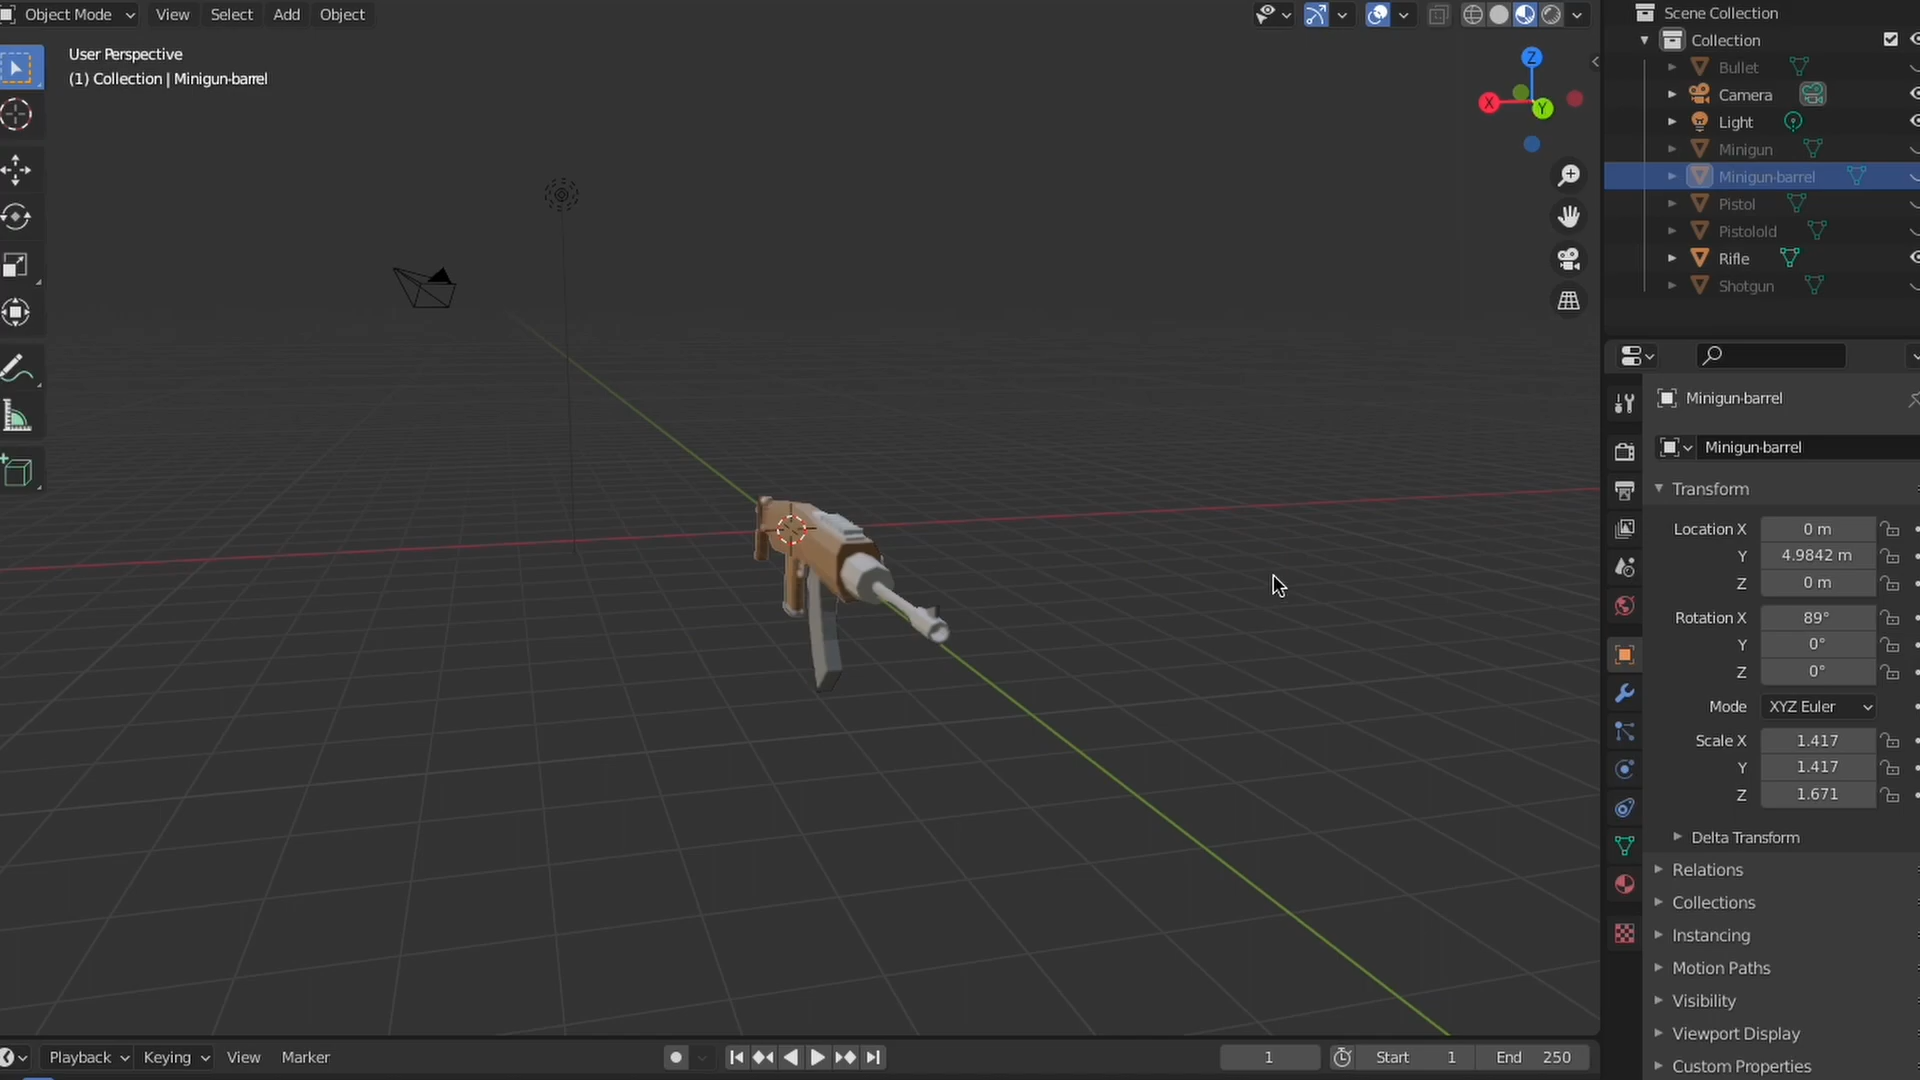 Object Mode View Select Add Object
User Perspective
(1) Collection | Minigun-barrel
Z
X
Y
Scene Collection
Collection
Bullet
Camera
Light
Minigun
Minigun-barrel
Pistol
Pistolold
Rifle
Shotgun
Minigun-barrel
Minigun-barrel
Transform
Location X 0 m
Y 4.9842 m
Z 0 m
Rotation X 89°
Y 0°
Z 0°
Mode XYZ Euler
Scale X 1.417
Y 1.417
Z 1.671
Delta Transform
Relations
Collections
Instancing
Motion Paths
Visibility
Viewport Display
Custom Properties
Playback Keying View Marker 1 Start 1 End 250